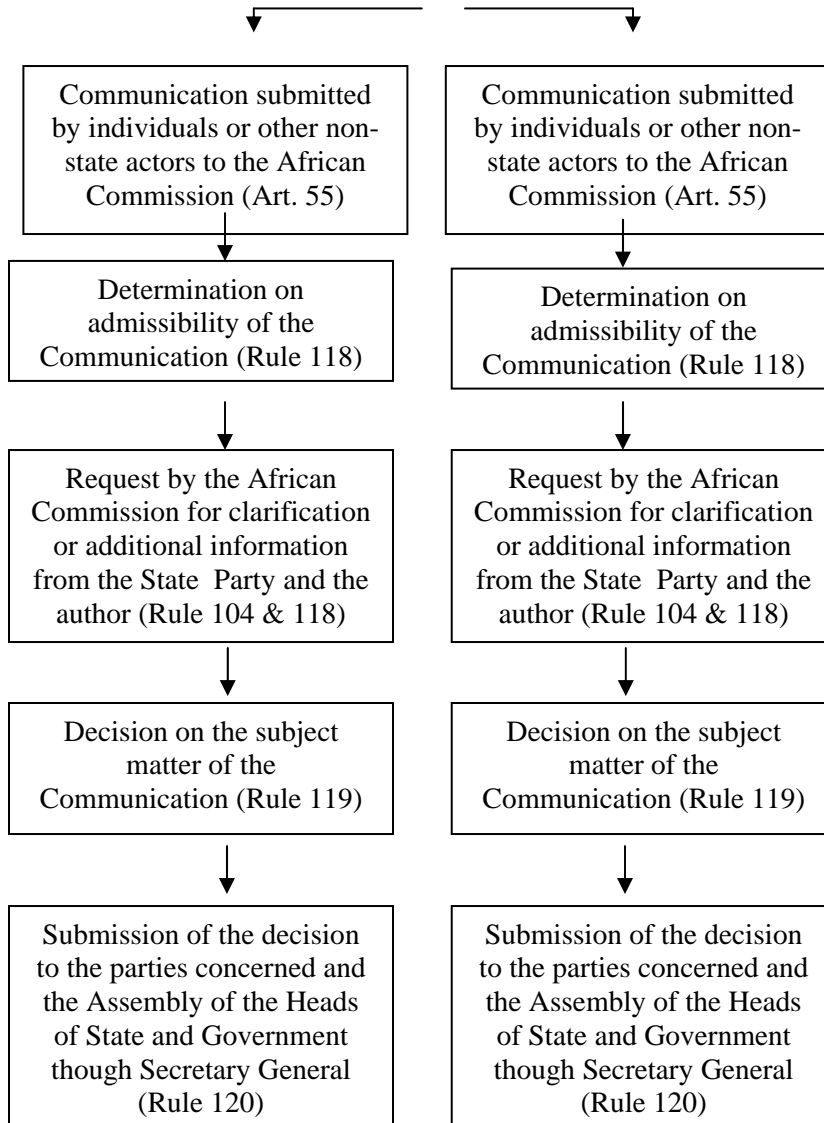 Communication submitted
by individuals or other non-
state actors to the African
Commission (Art. 55)
Determination on
admissibility of the
Communication (Rule 118)
Request by the African
Commission for clarification
or additional information
from the State  Party and the
author (Rule 104 & 118)
Decision on the subject
matter of the
Communication (Rule 119)
Submission of the decision
to the parties concerned and
the Assembly of the Heads
of State and Government
though Secretary General
(Rule 120)
Communication submitted
by individuals or other non-
state actors to the African
Commission (Art. 55)
Determination on
admissibility of the
Communication (Rule 118)
Request by the African
Commission for clarification
or additional information
from the State  Party and the
author (Rule 104 & 118)
Decision on the subject
matter of the
Communication (Rule 119)
Submission of the decision
to the parties concerned and
the Assembly of the Heads
of State and Government
though Secretary General
(Rule 120)